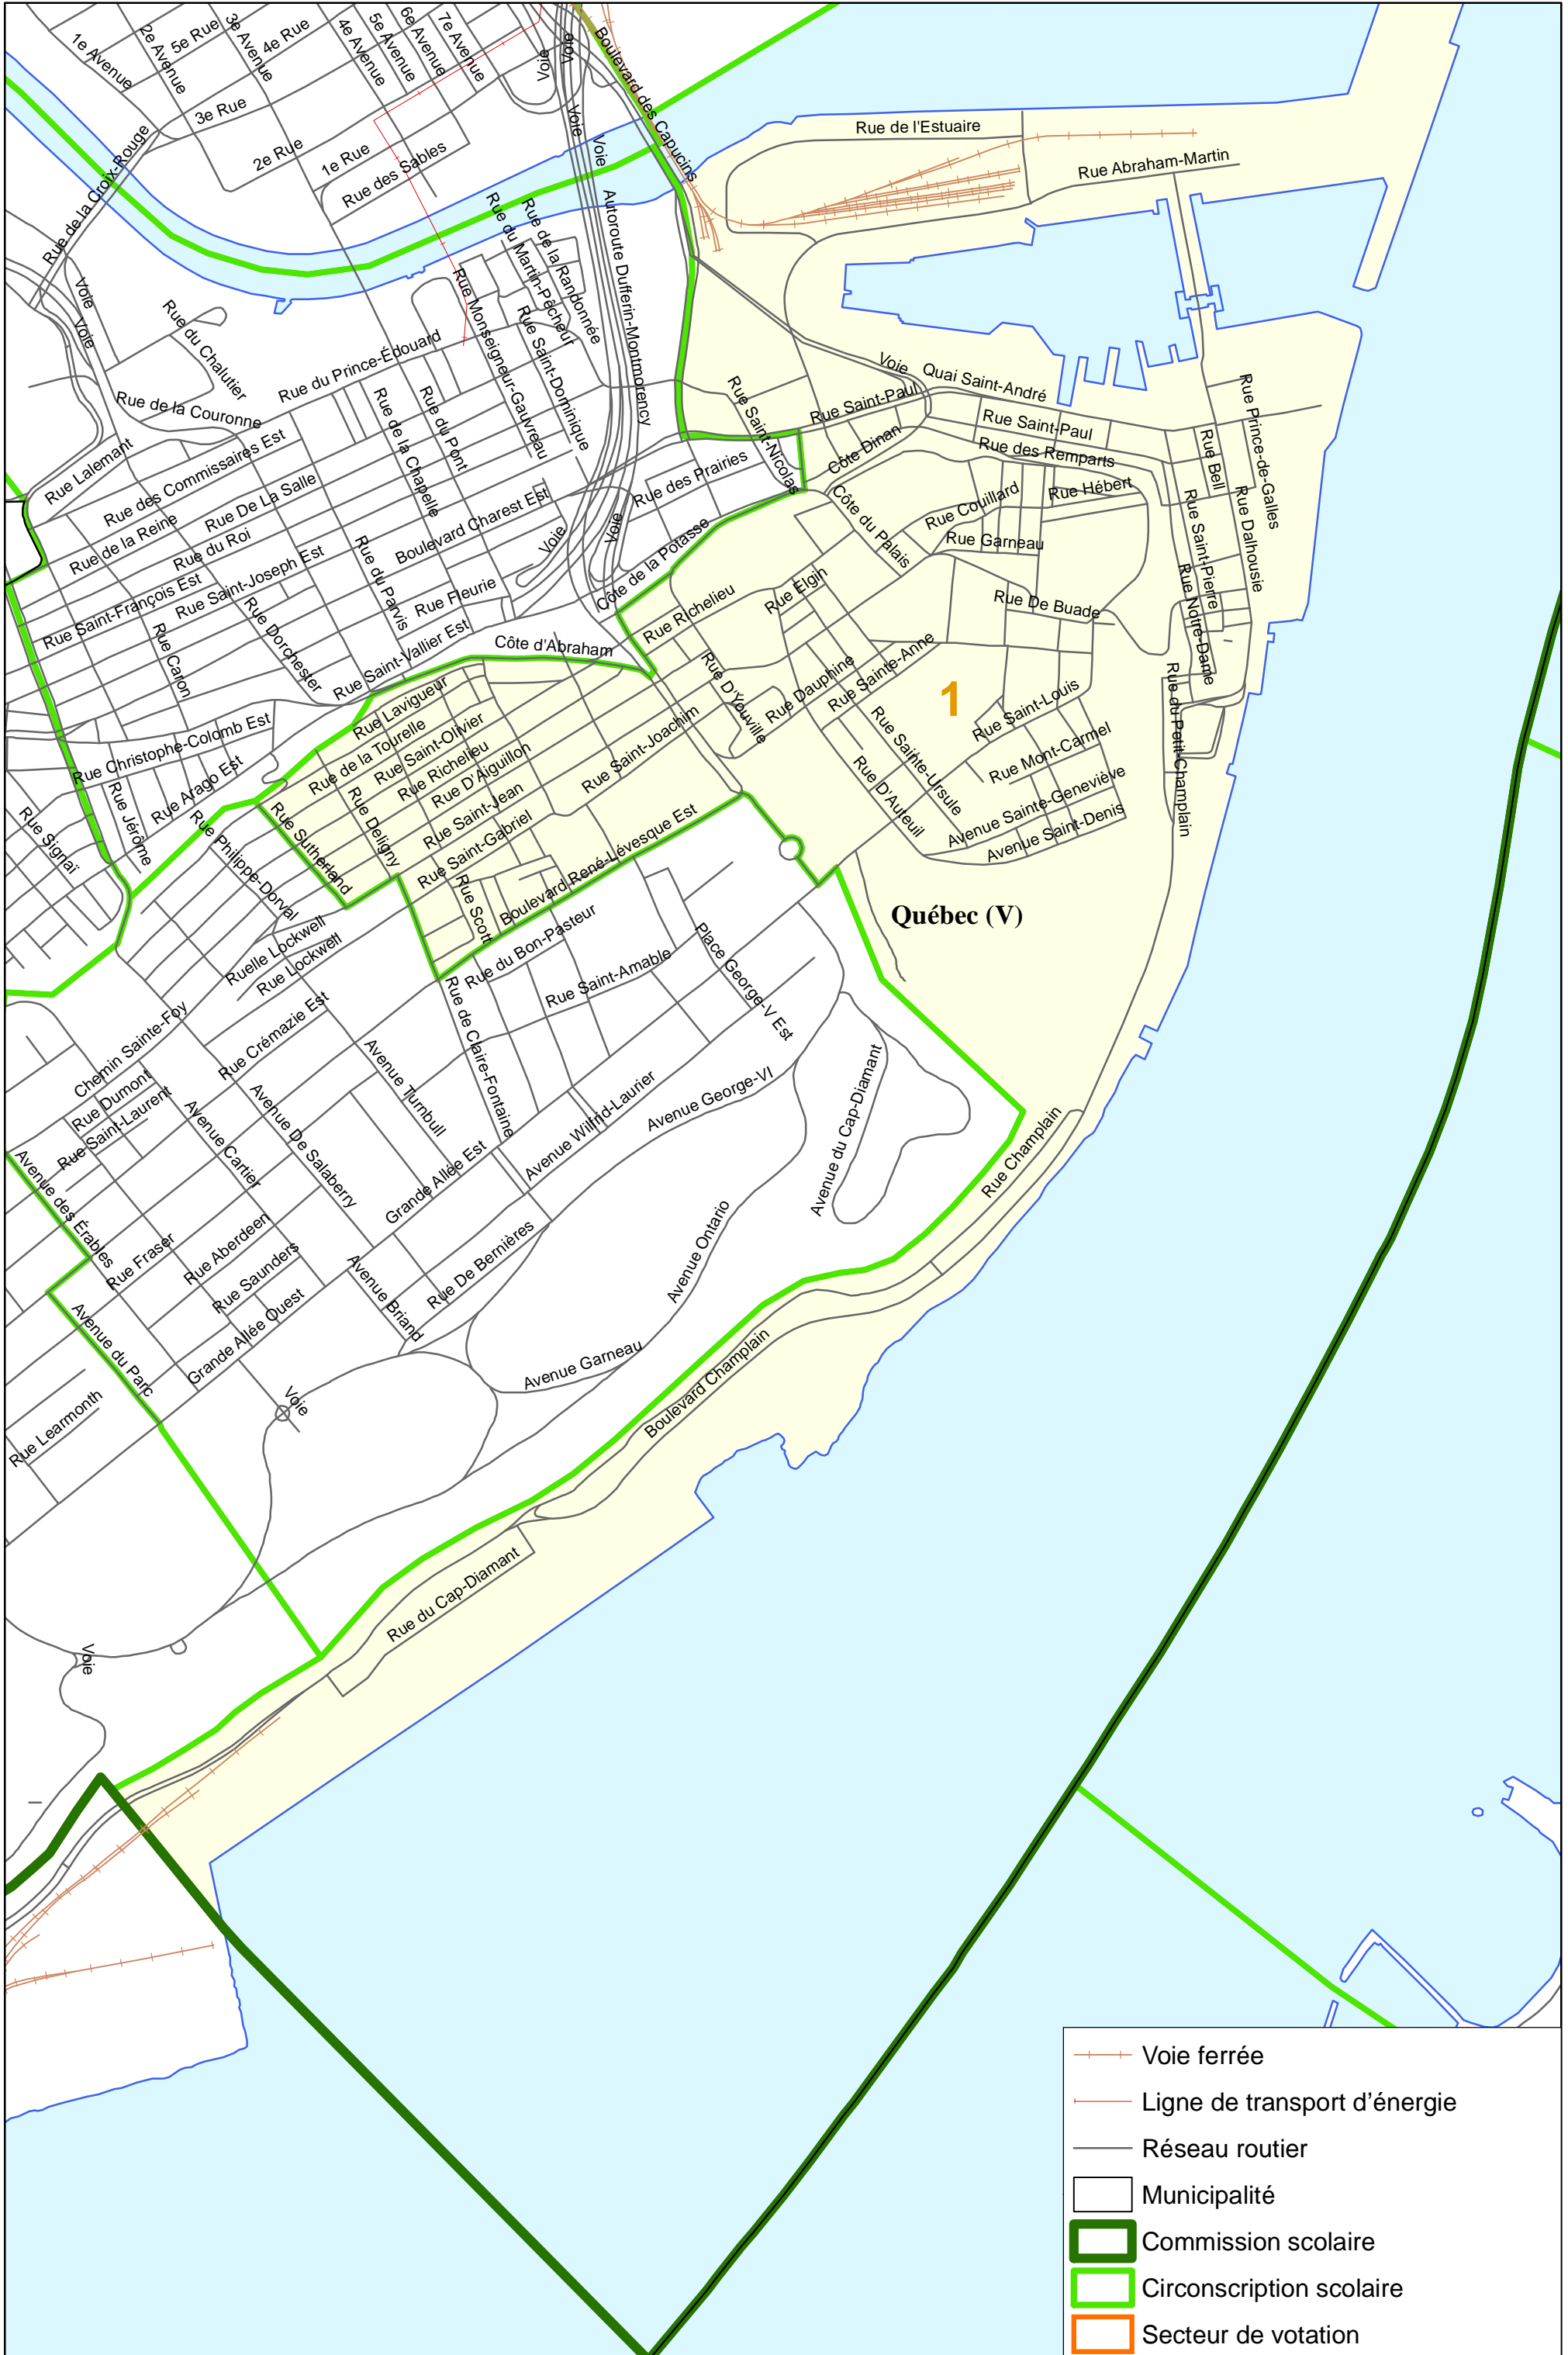 1e Avenue
2e Avenue
5e Rue
3e Avenue
4e Rue
4e Avenue
5e Avenue
6e Avenue
7e Avenue
Voie
Voie
Boulevard des Capucins
3e Rue
2e Rue
1e Rue
Rue des Sables
Voie
Voie
Rue de la Croix-Rouge
Rue de l'Estuaire
Rue Abraham-Martin
Autoroute Dufferin-Montmorency
Rue de la Randonnée
Rue du Martin-Pêcheur
Rue Monseigneur-Gauvreau
Rue Saint-Dominique
Voie
Voie
Rue du Chalutier
Rue du Prince-Édouard
Rue de la Couronne
Rue du Pont
Rue de la Chapelle
Rue Lalemant
Rue des Commissaires Est
Rue De La Salle
Rue de la Reine
Rue du Roi
Rue Saint-Joseph Est
Rue Saint-François Est
Boulevard Charest Est
Rue du Parvis
Rue Fleurie
Voie
Voie
Rue des Prairies
Rue Saint-Nicolas
Rue Saint-Paul
Voie
Quai Saint-André
Rue Saint-Paul
Côte Dinan
Rue des Remparts
Rue Bell
Rue Prince-de-Galles
Rue Couillard
Rue Hébert
Rue Garneau
Côte du Palais
Rue Saint-Pierre
Rue Dalhousie
Rue Notre-Dame
Rue De Buade
Côte de la Potasse
Rue Richelieu
Rue Elgin
Rue Caron
Rue Dorchester
Rue Saint-Vallier Est
Côte d'Abraham
Rue D'Youville
Rue Dauphine
Rue Sainte-Anne
1
Rue Saint-Louis
Rue du Petit-Champlain
Rue Mont-Carmel
Rue Sainte-Ursule
Rue D'Auteuil
Avenue Sainte-Geneviève
Avenue Saint-Denis
Rue Lavigueur
Rue de la Tourelle
Rue Saint-Olivier
Rue Richelieu
Rue D'Aiguillon
Rue Saint-Joachim
Rue Saint-Jean
Rue Saint-Gabriel
Rue Deligny
Rue Sutherland
Rue Scott
Boulevard René-Lévesque Est
Rue Christophe-Colomb Est
Rue Arago Est
Rue Jérôme
Rue Signaï
Rue Philippe-Dorval
Québec (V)
Ruelle Lockwell
Rue Lockwell
Rue du Bon-Pasteur
Rue Saint-Amable
Place George-V Est
Rue de Claire-Fontaine
Chemin Sainte-Foy
Rue Crémazie Est
Avenue Turnbull
Rue Dumont
Rue Saint-Laurent
Avenue Cartier
Avenue De Salaberry
Avenue George-VI
Avenue Wilfrid-Laurier
Avenue du Cap-Diamant
Rue Champlain
Grande Allée Est
Avenue des Érables
Rue Fraser
Rue Aberdeen
Rue Saunders
Grande Allée Ouest
Avenue Briand
Rue De Bernières
Avenue Ontario
Avenue du Parc
Avenue Garneau
Boulevard Champlain
Voie
Rue Learmonth
Rue du Cap-Diamant
Voie
Voie ferrée
Ligne de transport d’énergie
Réseau routier
Municipalité
Commission scolaire
Circonscription scolaire
Secteur de votation